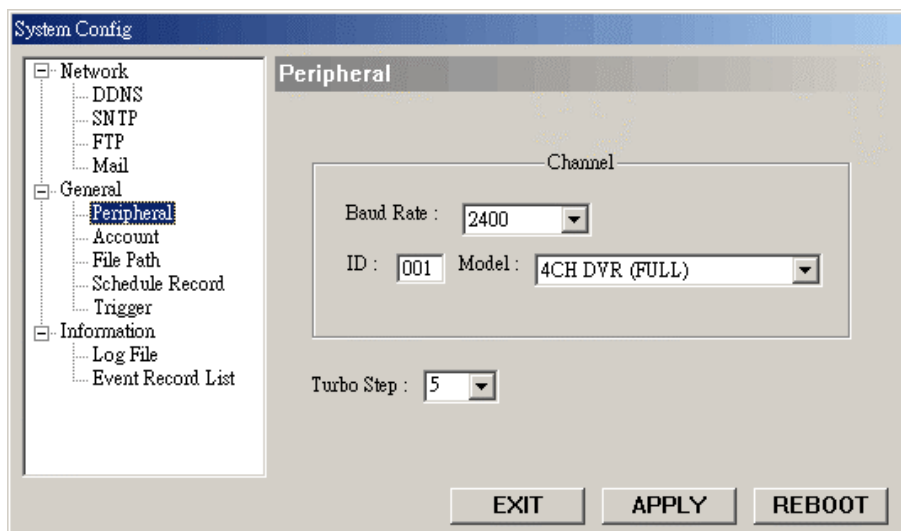 System Config
Network
DDNS
SNTP
FTP
Mail
General
Peripheral
Account
File Path
Schedule Record
Trigger
Information
Log File
Event Record List
Peripheral
Channel
Baud Rate : 2400
ID : 001 Model : 4CH DVR (FULL)
Turbo Step : 5
EXIT APPLY REBOOT